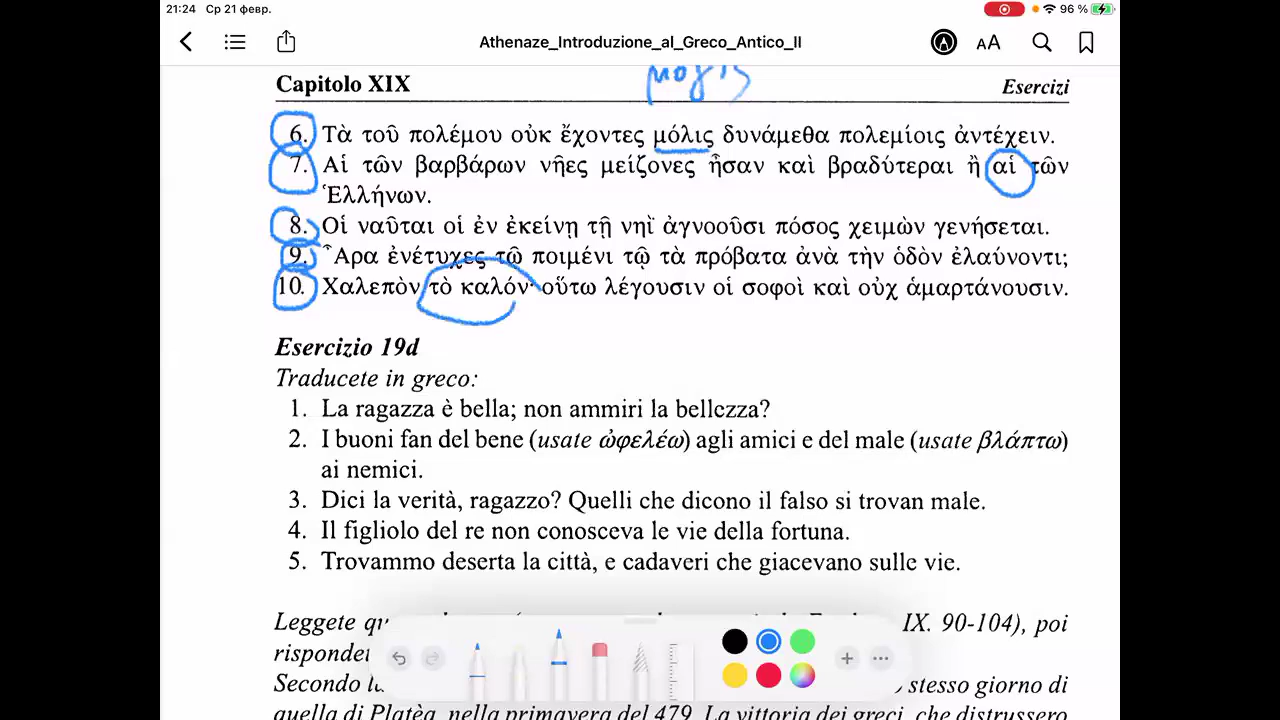 21:24 Ср 21 февр.
96 %
Athenaze_Introduzione_al_Greco_Antico_II
AA
μογις
Capitolo XIX Esercizi
6. Τὰ τοῦ πολέμου οὐκ ἔχοντες μόλις δυνάμεθα πολεμίοις ἀντέχειν.
7. Αἱ τῶν βαρβάρων νῆες μείζονες ἦσαν καὶ βραδύτεραι ἢ αἱ τῶν
Ἑλλήνων.
8. Οἱ ναῦται οἱ ἐν ἐκείνῃ τῇ νηῒ ἀγνοοῦσι πόσος χειμὼν γενήσεται.
9. Ἆρα ἐνέτυχες τῷ ποιμένι τῷ τὰ πρόβατα ἀνὰ τὴν ὁδὸν ἐλαύνοντι;
10. Χαλεπὸν τὸ καλόν· οὕτω λέγουσιν οἱ σοφοὶ καὶ οὐχ ἁμαρτάνουσιν.
Esercizio 19d
Traducete in greco:
1. La ragazza è bella; non ammiri la bellezza?
2. I buoni fan del bene (usate ὠφελέω) agli amici e del male (usate βλάπτω)
ai nemici.
3. Dici la verità, ragazzo? Quelli che dicono il falso si trovan male.
4. Il figliolo del re non conosceva le vie della fortuna.
5. Trovammo deserta la città, e cadaveri che giacevano sulle vie.
Leggete IX. 90-104), poi
Secondo stesso giorno di
quella di Platèa, nella primavera del 479. La vittoria dei greci, che distrussero